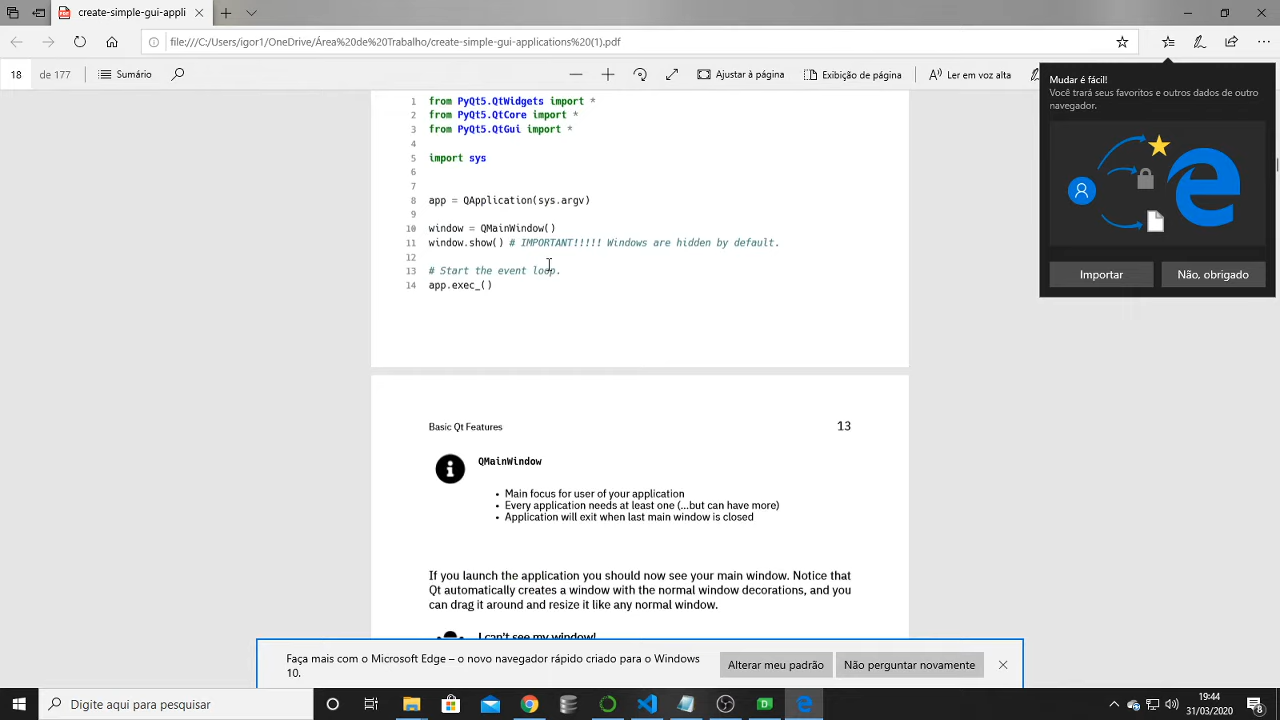 create-simple-gui-appli
file:///C:/Users/igor1/OneDrive/Área%20de%20Trabalho/create-simple-gui-applications%20(1).pdf
18 de 177 Sumário Ajustar à página Exibição de página Ler em voz alta
Mudar é fácil!
Você trará seus favoritos e outros dados de outro
navegador.
Importar Não, obrigado
1 from PyQt5.QtWidgets import *
2 from PyQt5.QtCore import *
3 from PyQt5.QtGui import *
4
5 import sys
6
7
8 app = QApplication(sys.argv)
9
10 window = QMainWindow()
11 window.show() # IMPORTANT!!!!! Windows are hidden by default.
12
13 # Start the event loop.
14 app.exec_()
Basic Qt Features 13
QMainWindow
• Main focus for user of your application
• Every application needs at least one (...but can have more)
• Application will exit when last main window is closed
If you launch the application you should now see your main window. Notice that
Qt automatically creates a window with the normal window decorations, and you
can drag it around and resize it like any normal window.
I can't see my window!
Faça mais com o Microsoft Edge – o novo navegador rápido criado para o Windows
10.
Alterar meu padrão Não perguntar novamente
Digite aqui para pesquisar
19:44
31/03/2020
8